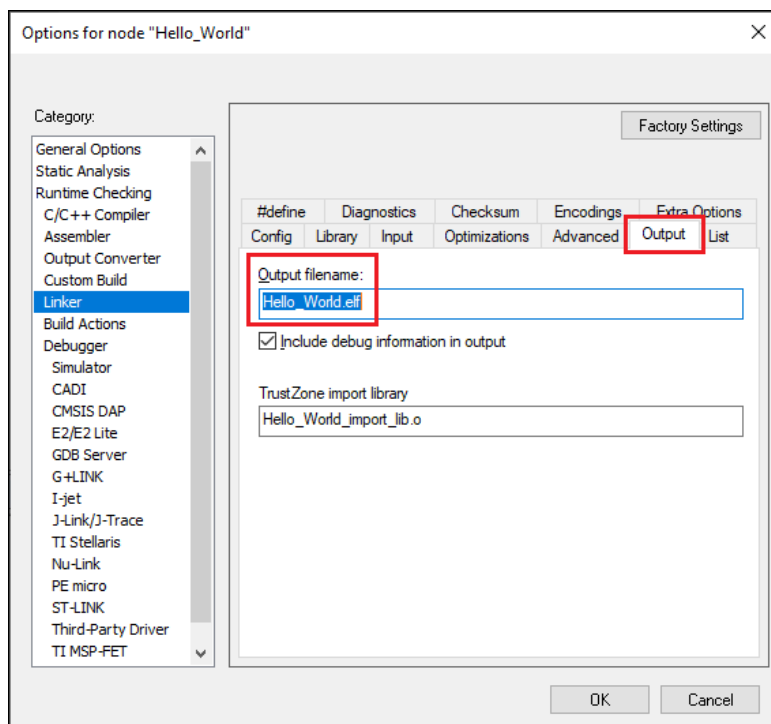 Options for node "Hello_World"
Category:
General Options
Static Analysis
Runtime Checking
C/C++ Compiler
Assembler
Output Converter
Custom Build
Linker
Build Actions
Debugger
Simulator
CADI
CMSIS DAP
E2/E2 Lite
GDB Server
G+LINK
I-jet
J-Link/J-Trace
TI Stellaris
Nu-Link
PE micro
ST-LINK
Third-Party Driver
TI MSP-FET
Factory Settings
#define Diagnostics Checksum Encodings Extra Options
Config Library Input Optimizations Advanced Output List
Output filename:
Hello_World.elf
Include debug information in output
TrustZone import library
Hello_World_import_lib.o
OK Cancel